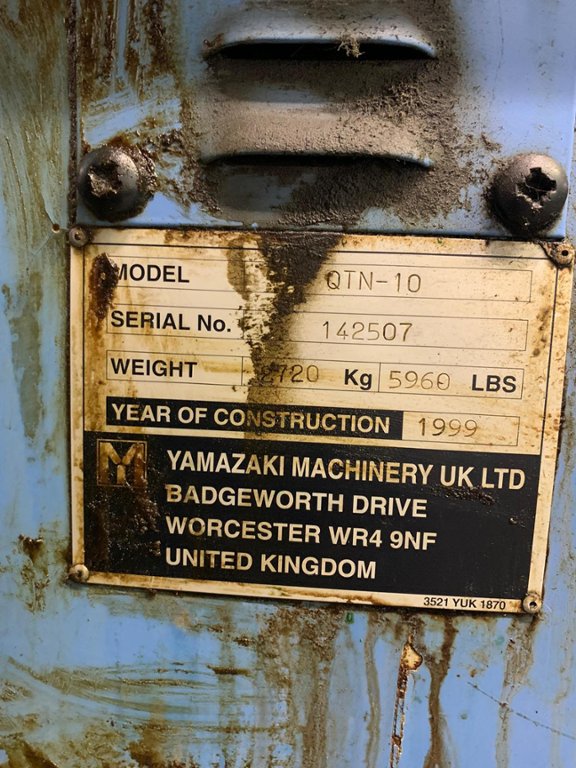 MODEL QTN-10
SERIAL No. 142507
WEIGHT 2720 Kg 5960 LBS
YEAR OF CONSTRUCTION 1999
M YAMAZAKI MACHINERY UK LTD
BADGEWORTH DRIVE
WORCESTER WR4 9NF
UNITED KINGDOM
3521 YUK 1870